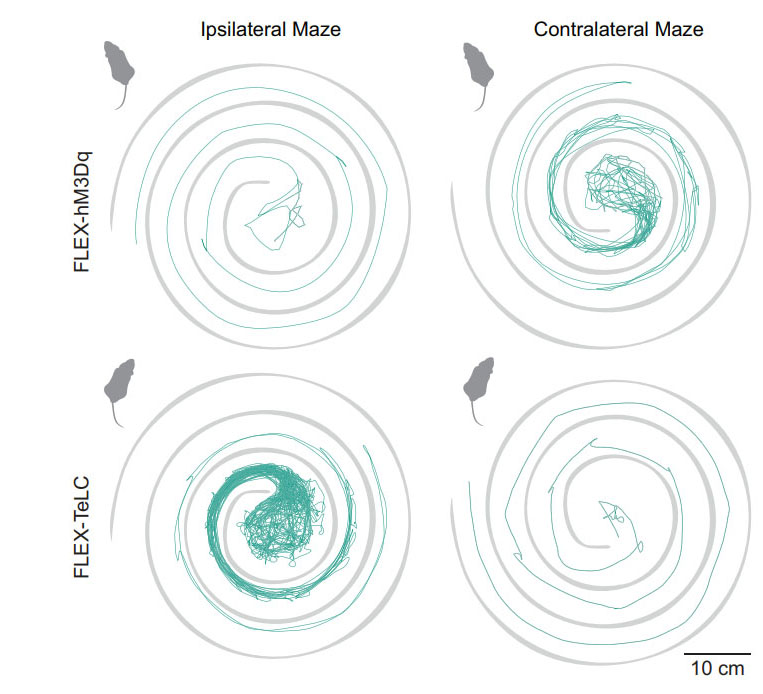 Ipsilateral Maze
Contralateral Maze
FLEX-hM3Dq
FLEX-TeLC
10 cm